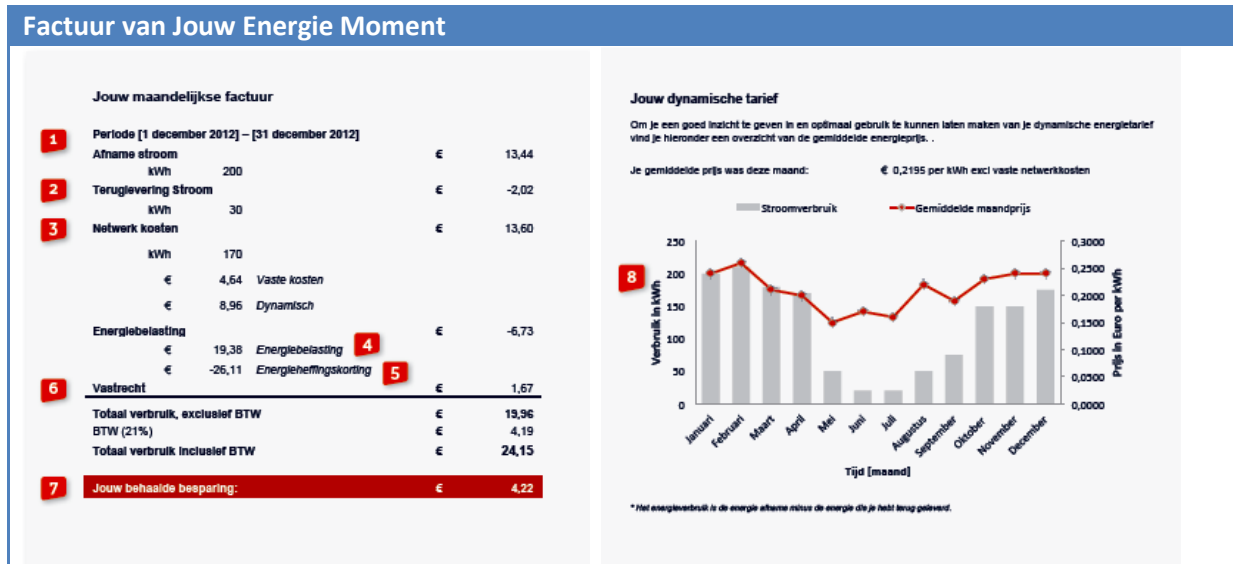 Factuur van Jouw Energie Moment
Jouw maandelijkse factuur
1 Periode [1 december 2012] – [31 december 2012]
Afname stroom € 13,44
kWh 200
2 Teruglevering Stroom € -2,02
kWh 30
3 Netwerk kosten € 13,60
kWh 170
€ 4,64 Vaste kosten
€ 8,96 Dynamisch
Energiebelasting € -6,73
€ 19,38 Energiebelasting 4
€ -26,11 Energieheffingskorting 5
6 Vastrecht € 1,67
Totaal verbruik, exclusief BTW € 19,96
BTW (21%) € 4,19
Totaal verbruik inclusief BTW € 24,15
7 Jouw behaalde besparing: € 4,22
Jouw dynamische tarief
Om je een goed inzicht te geven in en optimaal gebruik te kunnen laten maken van je dynamische energietarief
vind je hieronder een overzicht van de gemiddelde energieprijs. .
Je gemiddelde prijs was deze maand: € 0,2195 per kWh excl vaste netwerkkosten
Stroomverbruik Gemiddelde maandprijs
8
Verbruik in kWh
250
200
150
100
50
0
0,3000
0,2500
0,2000
0,1500
0,1000
0,0500
0,0000
Prijs in Euro per kWh
Januari Februari Maart April Mei Juni Juli Augustus September Oktober November December
Tijd [maand]
* Het energieverbruik is de energie afname minus de energie die je hebt terug geleverd.